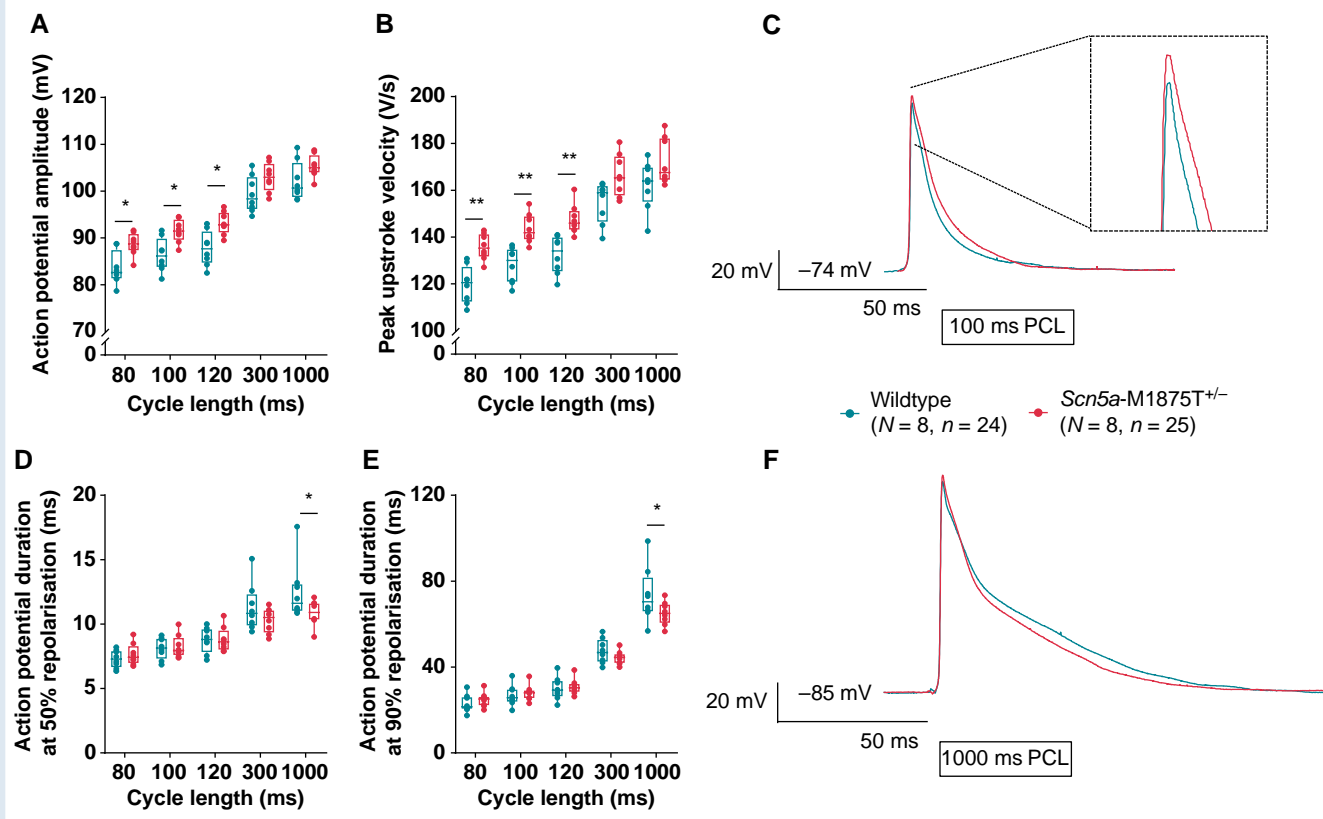 A
Action potential amplitude (mV)
120
110
100
90
80
70
0
*
*
*
80 100 120 300 1000
Cycle length (ms)
B
Peak upstroke velocity (V/s)
200
180
160
140
120
100
0
**
**
**
80 100 120 300 1000
Cycle length (ms)
C
20 mV
–74 mV
50 ms
100 ms PCL
Wildtype
(N = 8, n = 24)
Scn5a-M1875T+/–
(N = 8, n = 25)
D
Action potential duration
at 50% repolarisation (ms)
20
15
10
5
0
*
80 100 120 300 1000
Cycle length (ms)
E
Action potential duration
at 90% repolarisation (ms)
120
80
40
0
*
80 100 120 300 1000
Cycle length (ms)
F
20 mV
–85 mV
50 ms
1000 ms PCL